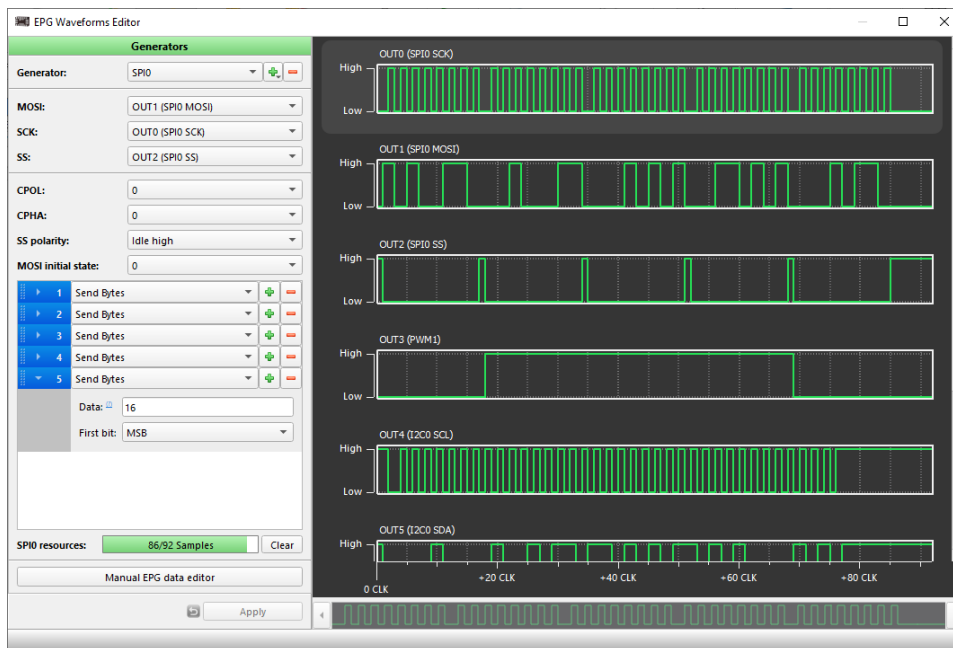 EPG Waveforms Editor
Generators
Generator: SPI0
MOSI: OUT1 (SPI0 MOSI)
SCK: OUT0 (SPI0 SCK)
SS: OUT2 (SPI0 SS)
CPOL: 0
CPHA: 0
SS polarity: Idle high
MOSI initial state: 0
1 Send Bytes
2 Send Bytes
3 Send Bytes
4 Send Bytes
5 Send Bytes
Data: 16
First bit: MSB
SPI0 resources: 86/92 Samples Clear
Manual EPG data editor
Apply
OUT0 (SPI0 SCK)
High
Low
OUT1 (SPI0 MOSI)
High
Low
OUT2 (SPI0 SS)
High
Low
OUT3 (PWM1)
High
Low
OUT4 (I2C0 SCL)
High
Low
OUT5 (I2C0 SDA)
High
0 CLK +20 CLK +40 CLK +60 CLK +80 CLK